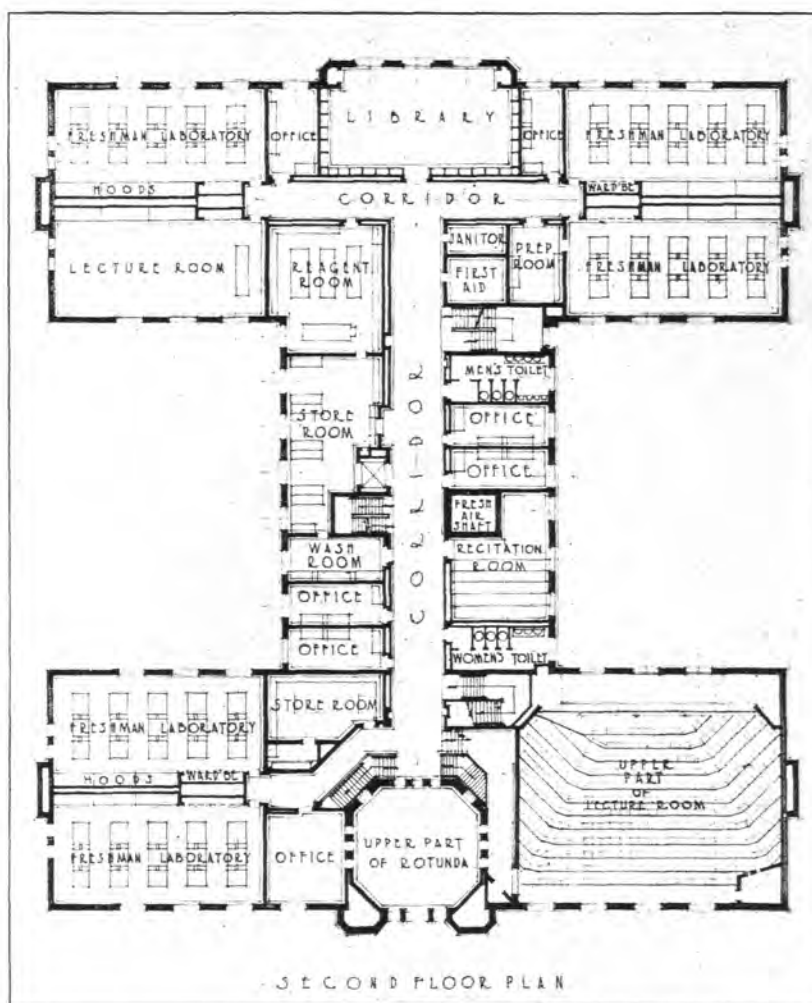 LIBRARY
OFFICE
OFFICE
FRESHMAN LABORATORY
FRESHMAN LABORATORY
HOODS
CORRIDOR
WARD'BE
LECTURE ROOM
REAGENT
ROOM
JANITOR
FIRST
AID
PREP.
ROOM
FRESHMAN LABORATORY
MEN'S TOILET
STORE
ROOM
OFFICE
OFFICE
CORRIDOR
FRESH
AIR
SHAFT
RECITATION
ROOM
WASH
ROOM
OFFICE
OFFICE
WOMEN'S TOILET
STORE ROOM
FRESHMAN LABORATORY
HOODS
WARD'BE
FRESHMAN LABORATORY
OFFICE
UPPER PART
OF ROTUNDA
UPPER
PART
OF
LECTURE ROOM
SECOND FLOOR PLAN